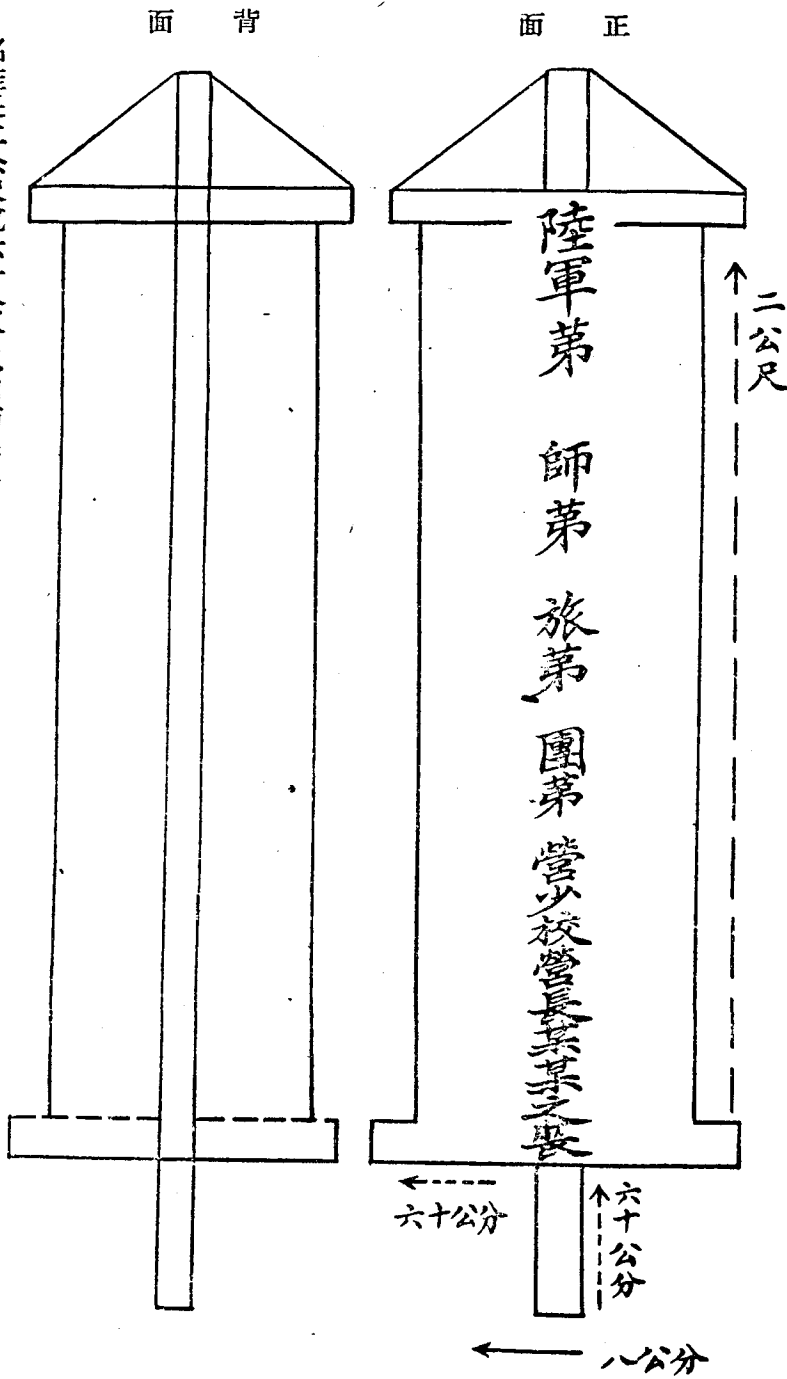 正面
陸軍第　師第　旅第　團第　營少校營長某某之喪
二公尺
六十公分
六十公分
八公分
背面